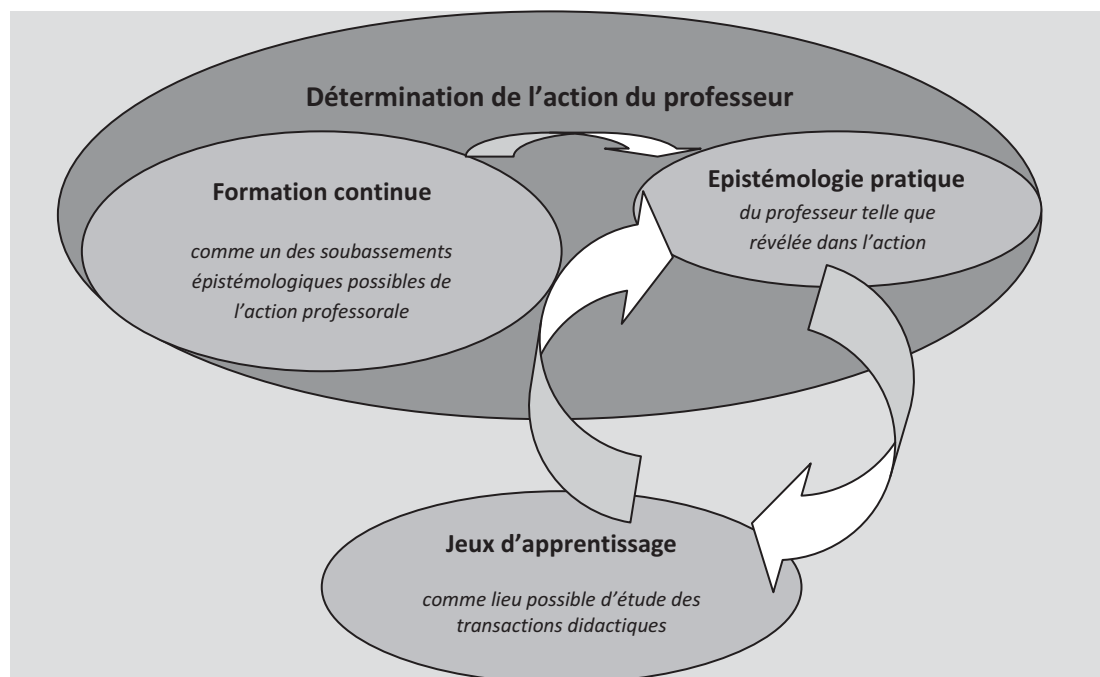 Détermination de l’action du professeur
Formation continue
comme un des soubassements
épistémologiques possibles de
l’action professorale
Epistémologie pratique
du professeur telle que
révélée dans l’action
Jeux d’apprentissage
comme lieu possible d’étude des
transactions didactiques